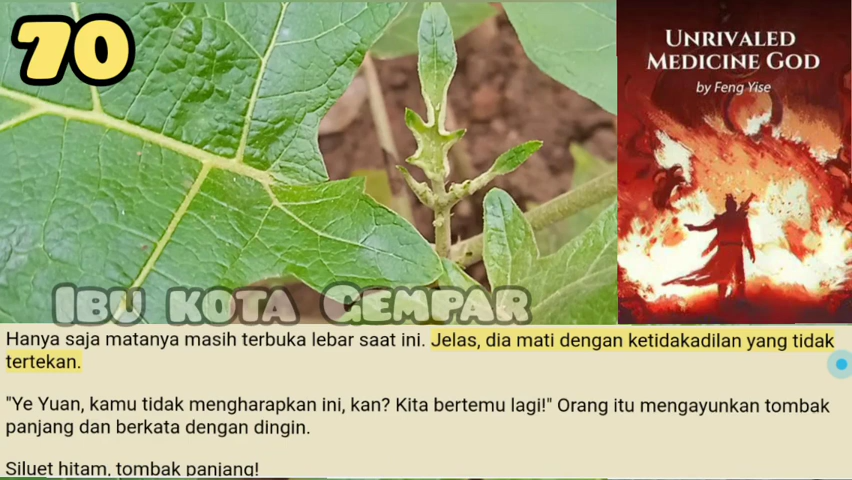 70
UNRIVALED
MEDICINE GOD
by Feng Yise
IBU KOTA GEMPAR
Hanya saja matanya masih terbuka lebar saat ini. Jelas, dia mati dengan ketidakadilan yang tidak
tertekan.
"Ye Yuan, kamu tidak mengharapkan ini, kan? Kita bertemu lagi!" Orang itu mengayunkan tombak
panjang dan berkata dengan dingin.
Siluet hitam, tombak panjang!